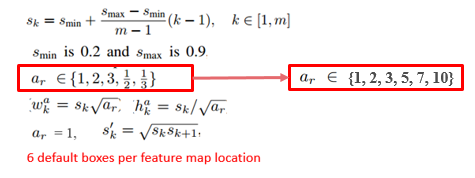 s_k = s_min + (s_max − s_min)/(m − 1) (k − 1), k ∈ [1, m]
s_min is 0.2 and s_max is 0.9.
a_r ∈ {1, 2, 3, 1/2, 1/3} a_r ∈ {1, 2, 3, 5, 7, 10}
w_k^a = s_k√a_r, h_k^a = s_k/√a_r
a_r = 1, s'_k = √(s_k s_{k+1}),
6 default boxes per feature map location